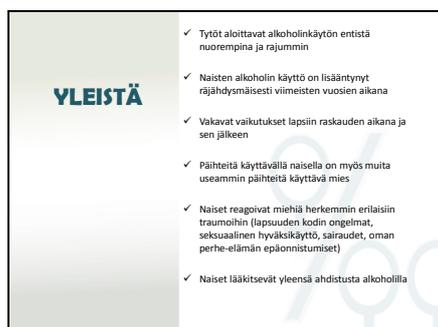 YLEISTÄ
✓ Tytöt aloittavat alkoholinkäytön entistä
nuorempina ja rajummin
✓ Naisten alkoholin käyttö on lisääntynyt
räjähdysmäisesti viimeisten vuosien aikana
✓ Vakavat vaikutukset lapsiin raskauden aikana ja
sen jälkeen
✓ Päihteitä käyttävällä naisella on myös muita
useammin päihteitä käyttävä mies
✓ Naiset reagoivat miehiä herkemmin erilaisiin
traumoihin (lapsuuden kodin ongelmat,
seksuaalinen hyväksikäyttö, sairaudet, oman
perhe-elämän epäonnistumiset)
✓ Naiset lääkitsevät yleensä ahdistusta alkoholilla